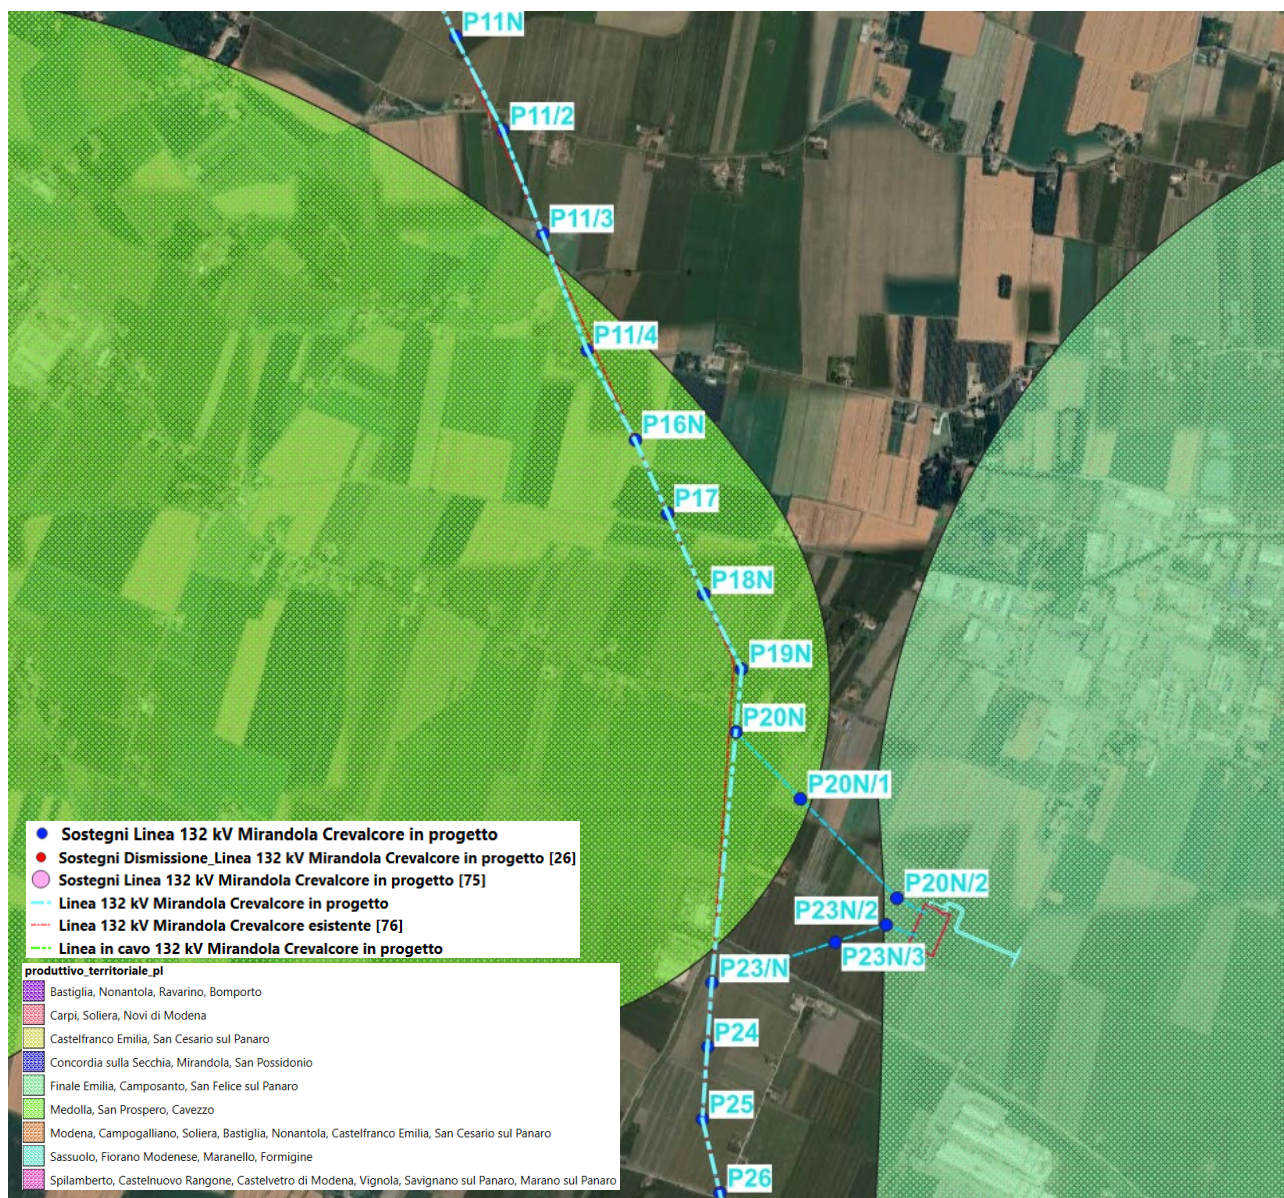 P11N
P11/2
P11/3
P11/4
P16N
P17
P18N
P19N
P20N
P20N/1
P20N/2
P23N/2
P23N/3
P23/N
P24
P25
P26
Sostegni Linea 132 kV Mirandola Crevalcore in progetto
Sostegni Dismissione_Linea 132 kV Mirandola Crevalcore in progetto [26]
Sostegni Linea 132 kV Mirandola Crevalcore in progetto [75]
Linea 132 kV Mirandola Crevalcore in progetto
Linea 132 kV Mirandola Crevalcore esistente [76]
Linea in cavo 132 kV Mirandola Crevalcore in progetto
produttivo_territoriale_pl
Bastiglia, Nonantola, Ravarino, Bomporto
Carpi, Soliera, Novi di Modena
Castelfranco Emilia, San Cesario sul Panaro
Concordia sulla Secchia, Mirandola, San Possidonio
Finale Emilia, Camposanto, San Felice sul Panaro
Medolla, San Prospero, Cavezzo
Modena, Campogalliano, Soliera, Bastiglia, Nonantola, Castelfranco Emilia, San Cesario sul Panaro
Sassuolo, Fiorano Modenese, Maranello, Formigine
Spilamberto, Castelnuovo Rangone, Castelvetro di Modena, Vignola, Savignano sul Panaro, Marano sul Panaro